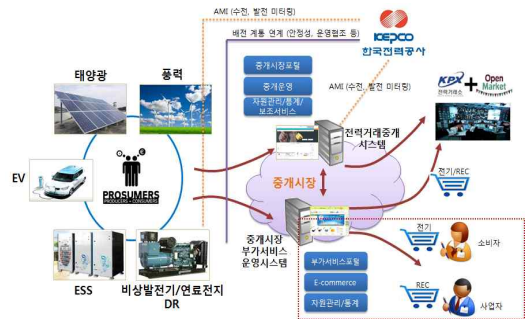 AMI (수전, 발전 미터링)
KEPCO
한국전력공사
배전 계통 연계 (안정성, 운영협조 등)
태양광
풍력
중개시장포털
중개운영
자원관리/통계/
보조서비스
AMI (수전, 발전 미터링)
KPX
전력거래소
+
Open
Market
전력거래중개
시스템
EV
PROSUMERS
PRODUCERS + CONSUMERS
중개시장
전기/REC
중개시장
부가서비스
운영시스템
전기
소비자
부가서비스포털
E-commerce
자원관리/통계
REC
사업자
ESS
비상발전기/연료전지
DR